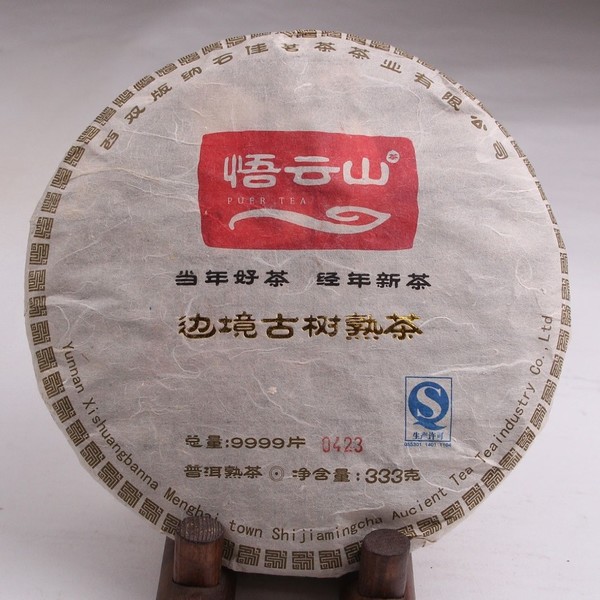 西双版纳石佳茗茶茶业有限公司
悟云山
茶
PUER TEA
当年好茶 经年新茶
边境古树熟茶
生产许可
总量:9999片 0423
普洱熟茶 净含量:333克
Yunnan Xishuangbanna Menghai town Shijiamingcha Aucient Tea Teaindustry Co.,Ltd